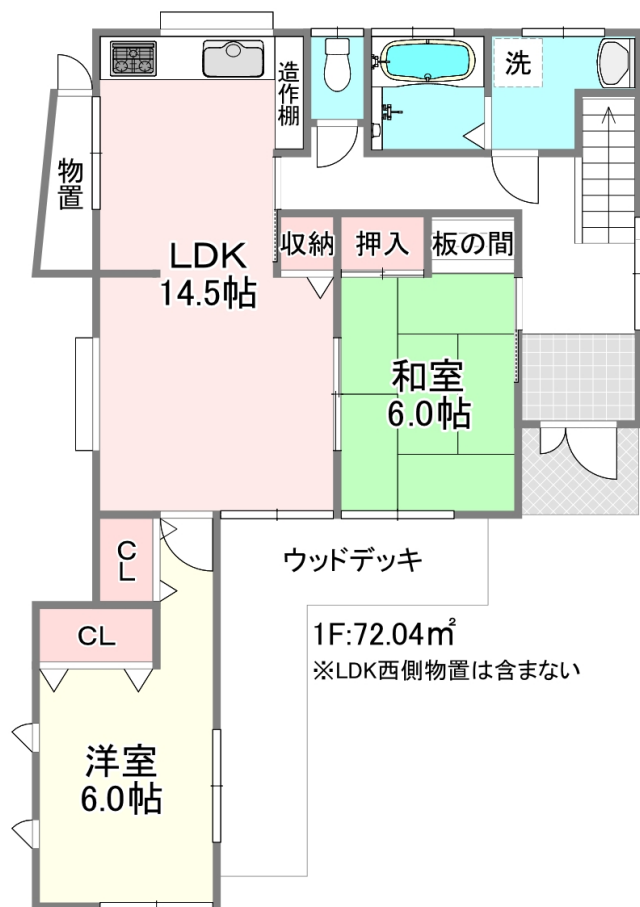 造作棚
洗
物置
LDK
14.5帖
収納
押入
板の間
和室
6.0帖
CL
ウッドデッキ
CL
1F:72.04㎡
※LDK西側物置は含まない
洋室
6.0帖